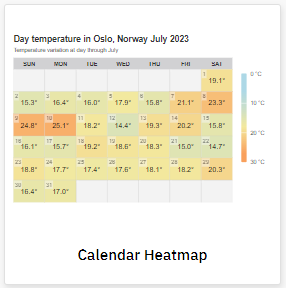 Day temperature in Oslo, Norway July 2023
Temperature variation at day through July
SUN MON TUE WED THU FRI SAT
1 19.1°
2 15.3° 3 16.4° 4 16.0° 5 17.9° 6 15.8° 7 21.1° 8 23.3°
9 24.8° 10 25.1° 11 18.2° 12 14.4° 13 19.3° 14 20.2° 15 15.8°
16 16.1° 17 15.7° 18 19.2° 19 18.6° 20 18.3° 21 15.0° 22 14.7°
23 18.8° 24 17.7° 25 17.4° 26 17.6° 27 18.1° 28 18.2° 29 20.3°
30 16.4° 31 17.0°
0 °C
10 °C
20 °C
30 °C
Calendar Heatmap